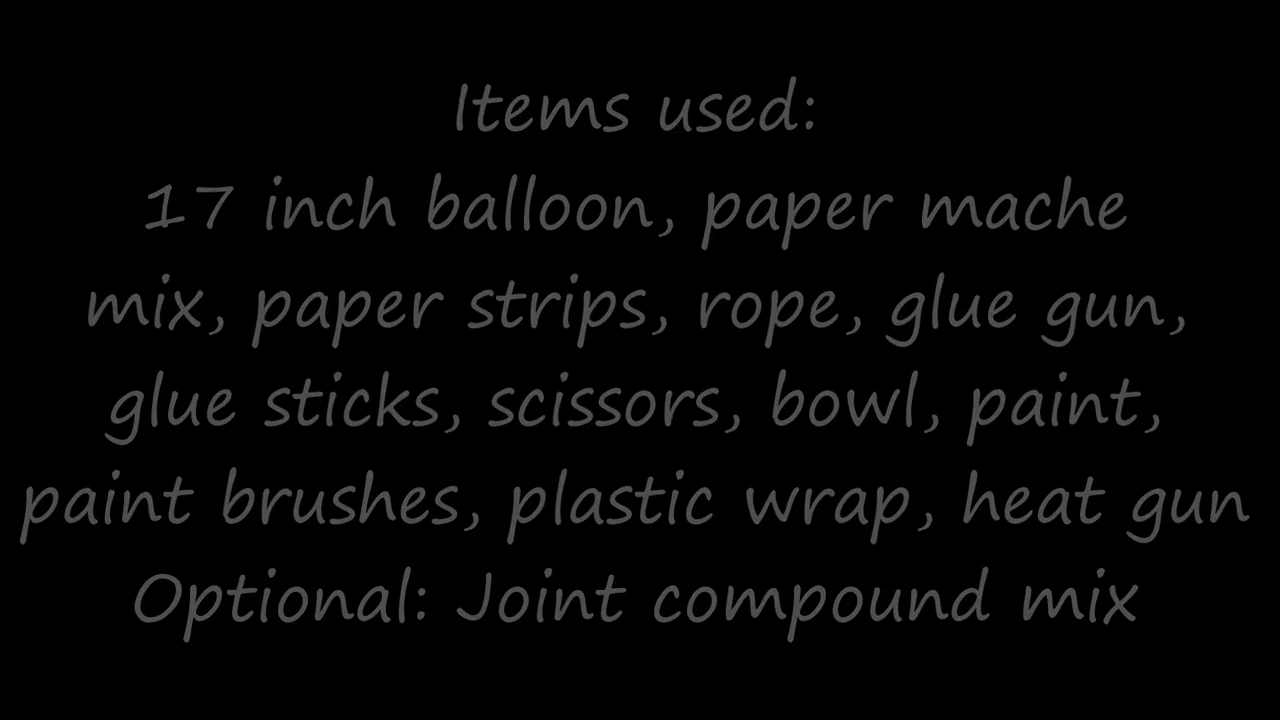 Items used:
17 inch balloon, paper mache
mix, paper strips, rope, glue gun,
glue sticks, scissors, bowl, paint,
paint brushes, plastic wrap, heat gun
Optional: Joint compound mix